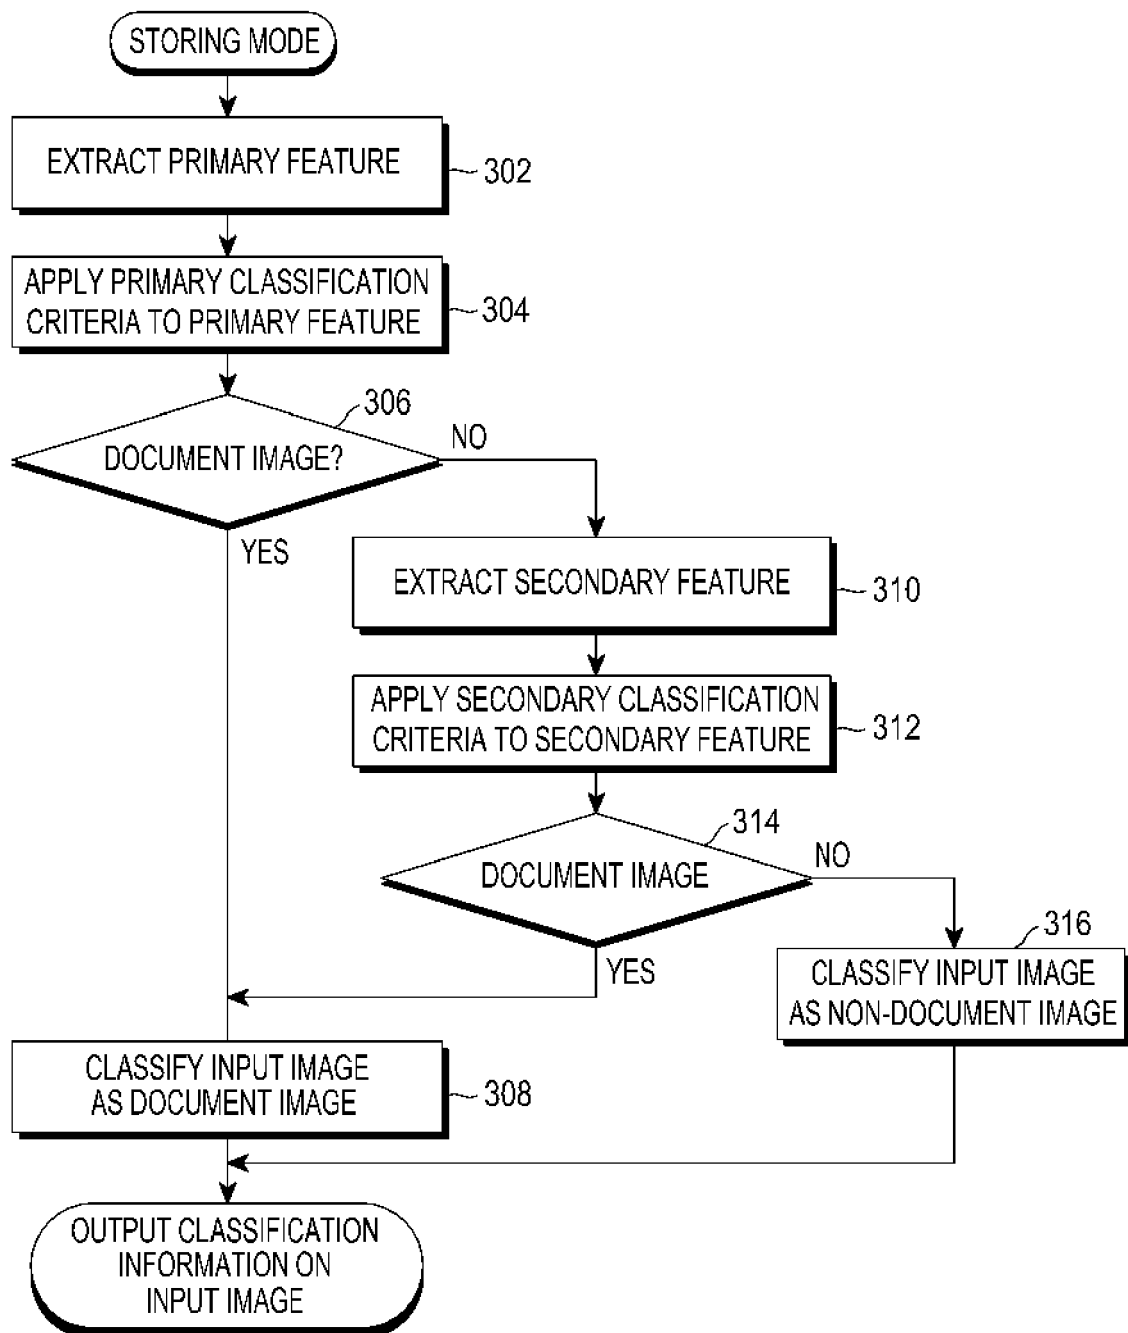 STORING MODE
EXTRACT PRIMARY FEATURE
302
APPLY PRIMARY CLASSIFICATION
CRITERIA TO PRIMARY FEATURE
304
306
DOCUMENT IMAGE?
NO
YES
EXTRACT SECONDARY FEATURE
310
APPLY SECONDARY CLASSIFICATION
CRITERIA TO SECONDARY FEATURE
312
314
DOCUMENT IMAGE
NO
YES
316
CLASSIFY INPUT IMAGE
AS NON-DOCUMENT IMAGE
CLASSIFY INPUT IMAGE
AS DOCUMENT IMAGE
308
OUTPUT CLASSIFICATION
INFORMATION ON
INPUT IMAGE